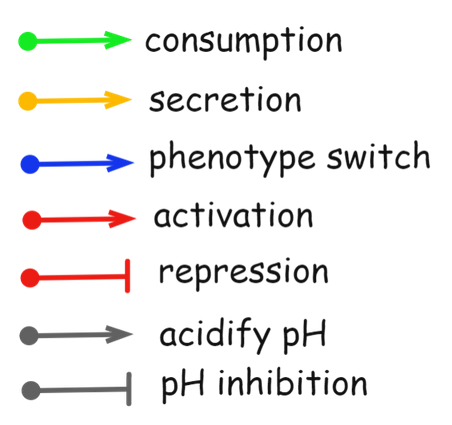 consumption
secretion
phenotype switch
activation
repression
acidify pH
pH inhibition